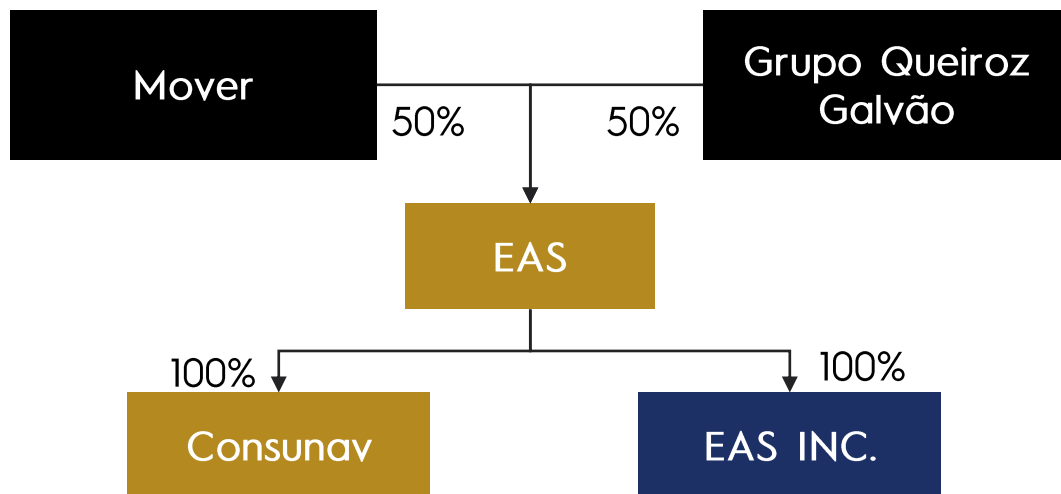 Mover
Grupo Queiroz
Galvão
50%
50%
EAS
100%
100%
Consunav
EAS INC.